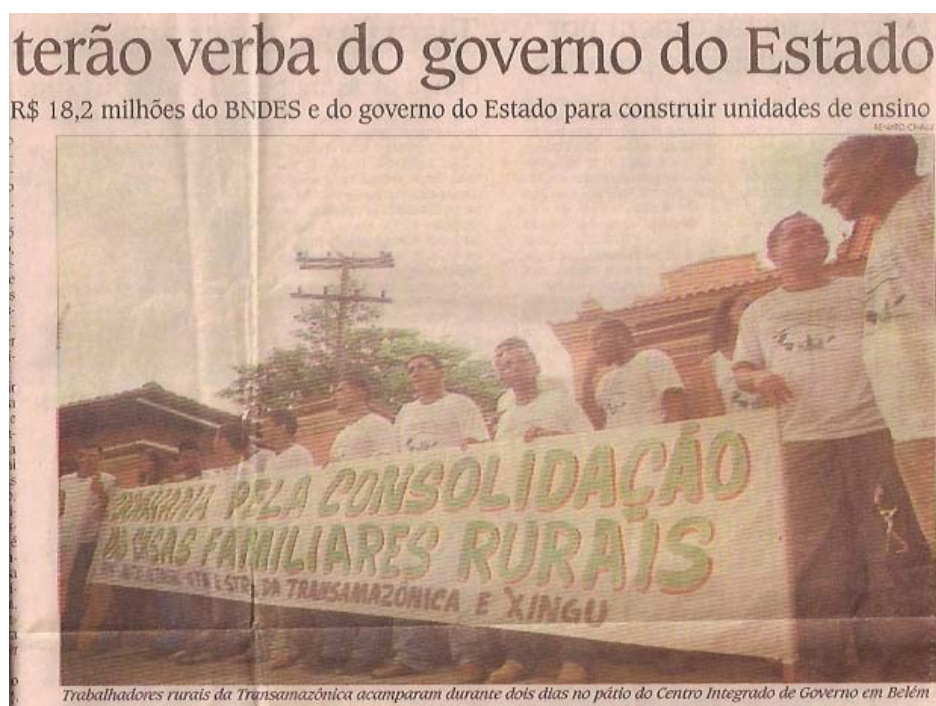 terão verba do governo do Estado
R$ 18,2 milhões do BNDES e do governo do Estado para construir unidades de ensino
PELA CONSOLIDAÇÃO
CASAS FAMILIARES RURAIS
DA TRANSAMAZÔNICA E XINGU
Trabalhadores rurais da Transamazônica acamparam durante dois dias no pátio do Centro Integrado de Governo em Belém